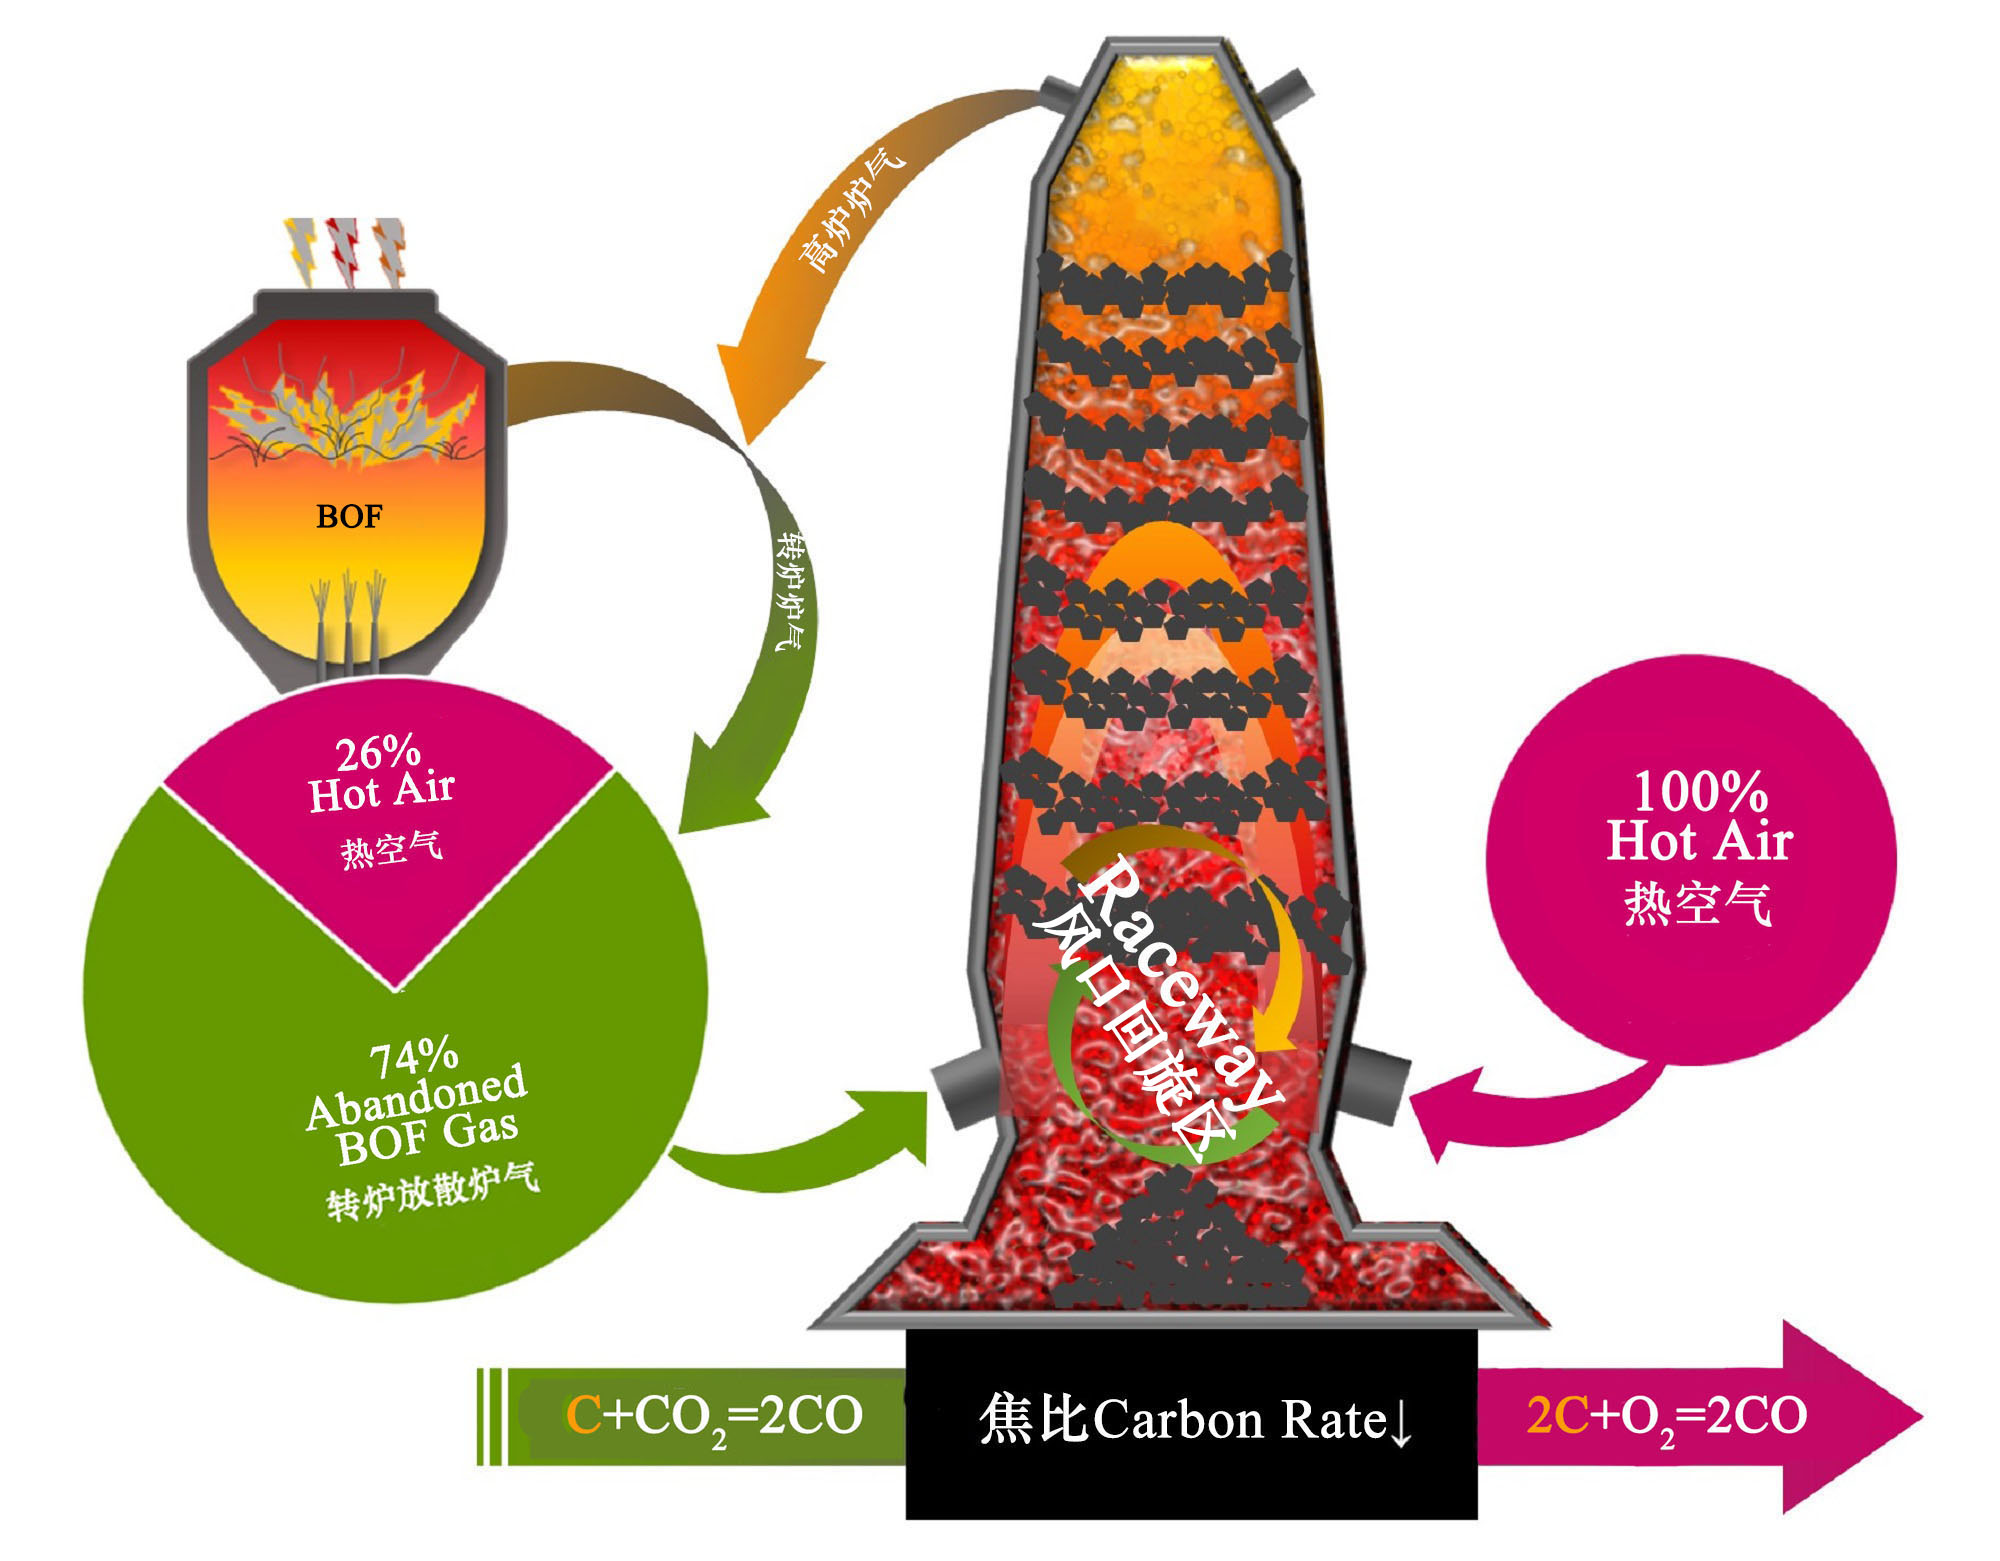 高炉炉气
BOF
转炉炉气
26%
Hot Air
热空气
74%
Abandoned
BOF Gas
转炉放散炉气
Raceway
风口回旋区
100%
Hot Air
热空气
C+CO₂=2CO
焦比Carbon Rate↓
2C+O₂=2CO